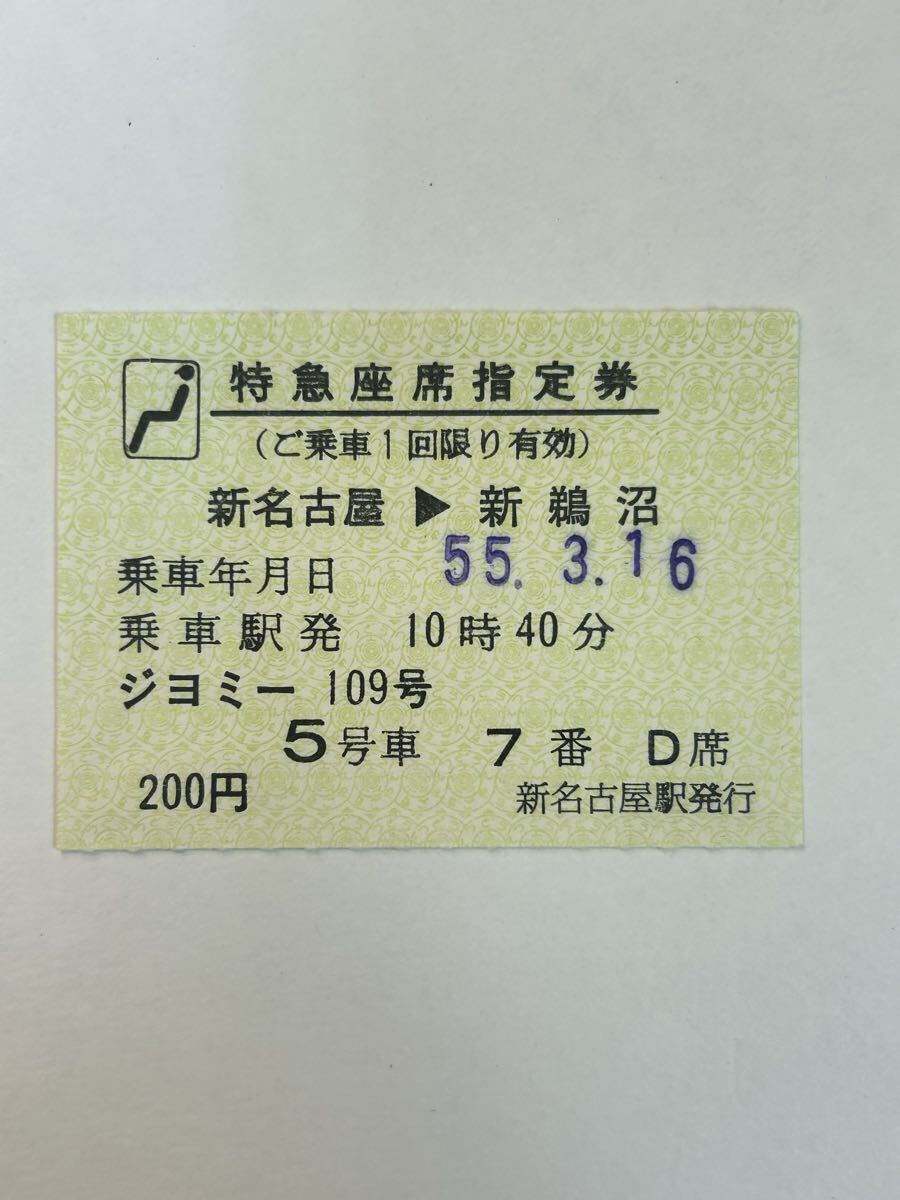 特急座席指定券
(ご乗車1回限り有効)
新名古屋 ▶ 新鵜沼
乗車年月日 55.3.16
乗車駅発 10時40分
ジヨミー 109号
5号車 7番 D席
200円 新名古屋駅発行